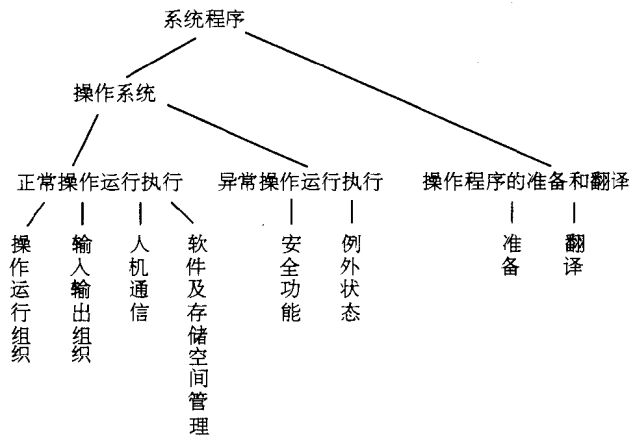 系统程序
操作系统
正常操作运行执行
异常操作运行执行
操作程序的准备和翻译
操作运行组织
输入输出组织
人机通信
软件及存储空间管理
安全功能
例外状态
准备
翻译